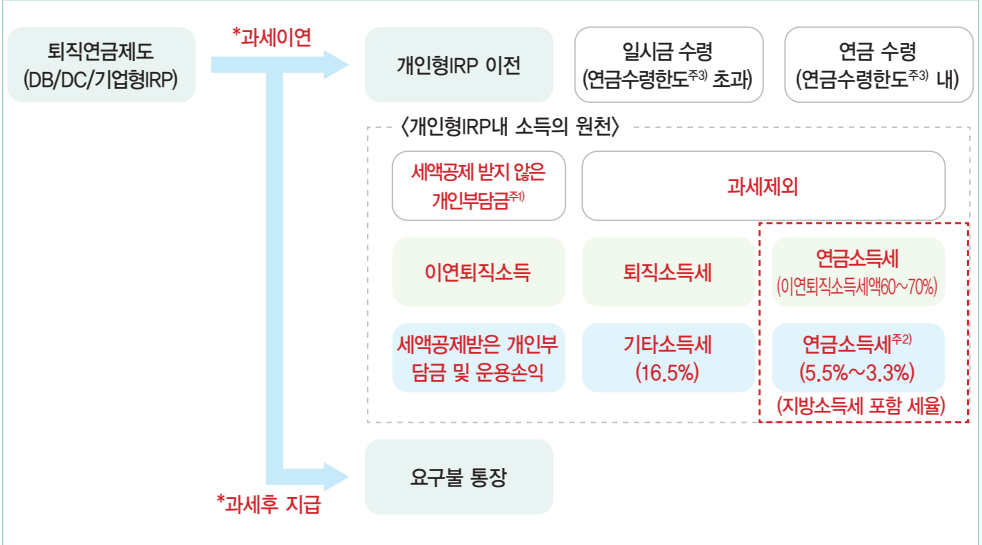 퇴직연금제도
(DB/DC/기업형IRP)
*과세이연
개인형IRP 이전
일시금 수령
(연금수령한도주3) 초과)
연금 수령
(연금수령한도주3) 내)
〈개인형IRP내 소득의 원천〉
세액공제 받지 않은
개인부담금주1)
과세제외
이연퇴직소득
퇴직소득세
연금소득세
(이연퇴직소득세액60～70%)
세액공제받은 개인부
담금 및 운용손익
기타소득세
(16.5%)
연금소득세주2)
(5.5%～3.3%)
(지방소득세 포함 세율)
요구불 통장
*과세후 지급